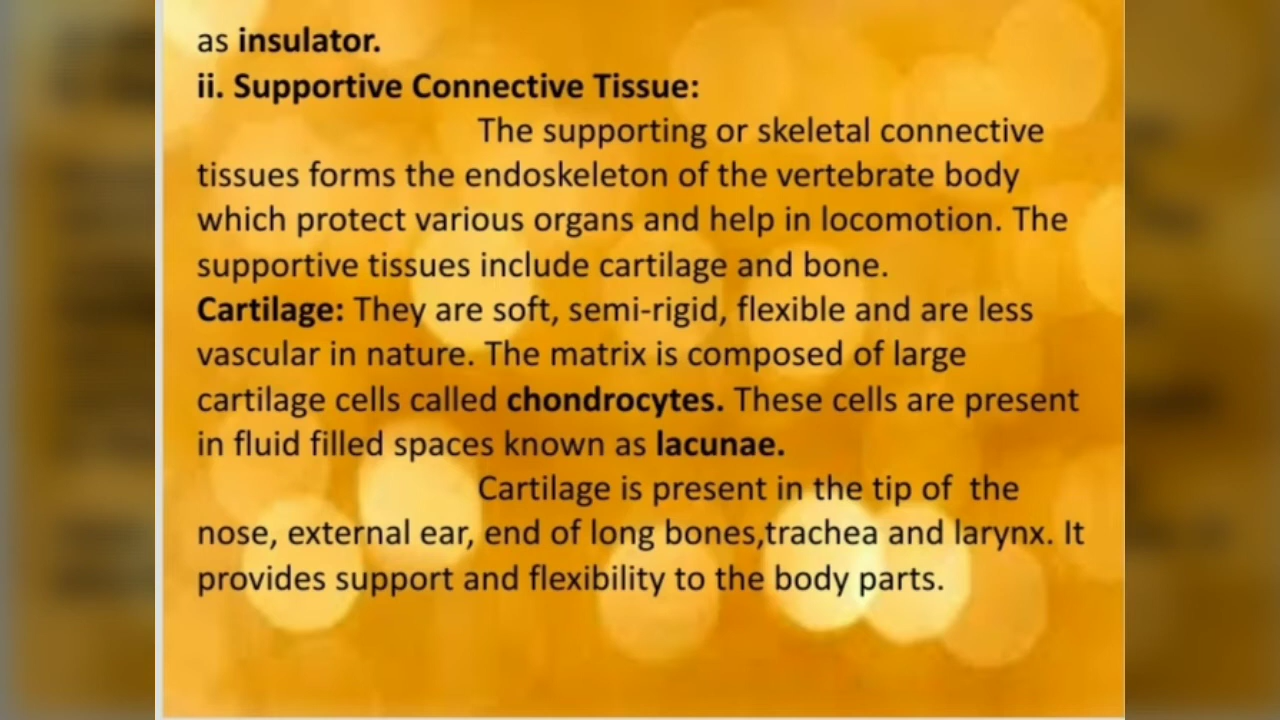 as insulator.
ii. Supportive Connective Tissue:
The supporting or skeletal connective
tissues forms the endoskeleton of the vertebrate body
which protect various organs and help in locomotion. The
supportive tissues include cartilage and bone.
Cartilage: They are soft, semi-rigid, flexible and are less
vascular in nature. The matrix is composed of large
cartilage cells called chondrocytes. These cells are present
in fluid filled spaces known as lacunae.
Cartilage is present in the tip of  the
nose, external ear, end of long bones,trachea and larynx. It
provides support and flexibility to the body parts.